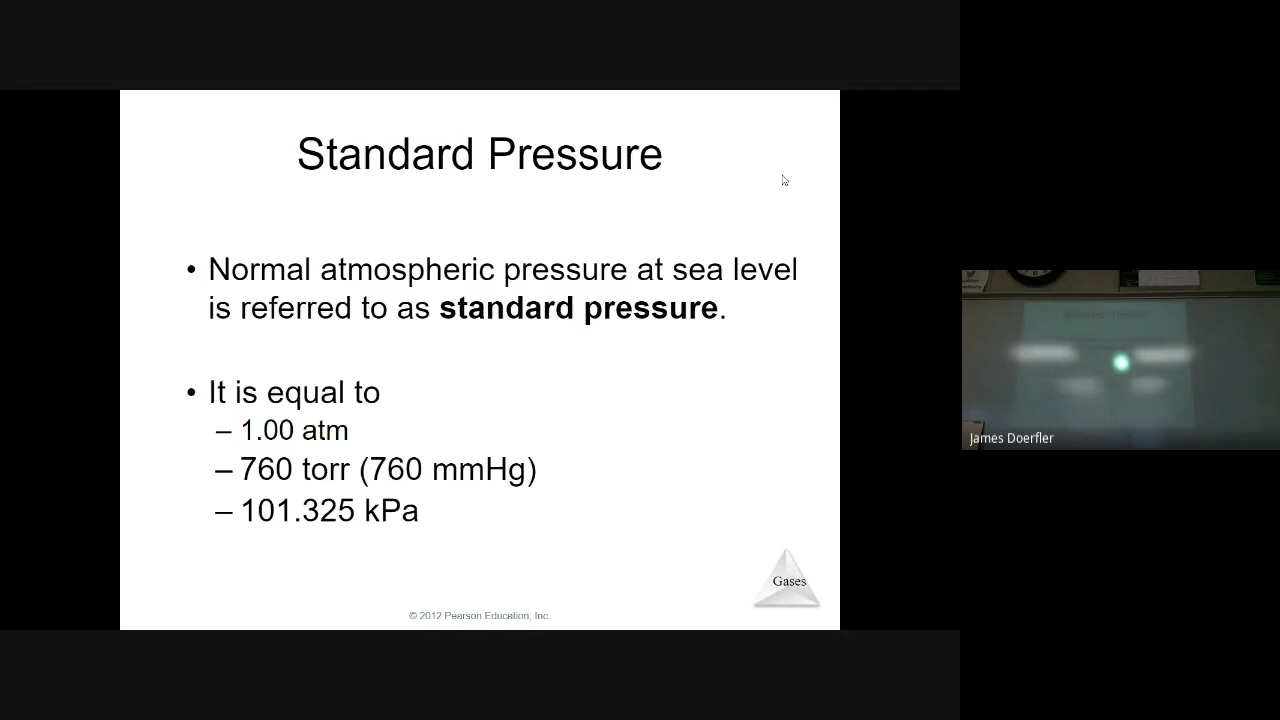 Standard Pressure
• Normal atmospheric pressure at sea level
is referred to as standard pressure.
• It is equal to
– 1.00 atm
– 760 torr (760 mmHg)
– 101.325 kPa
Gases
© 2012 Pearson Education, Inc.
James Doerfler